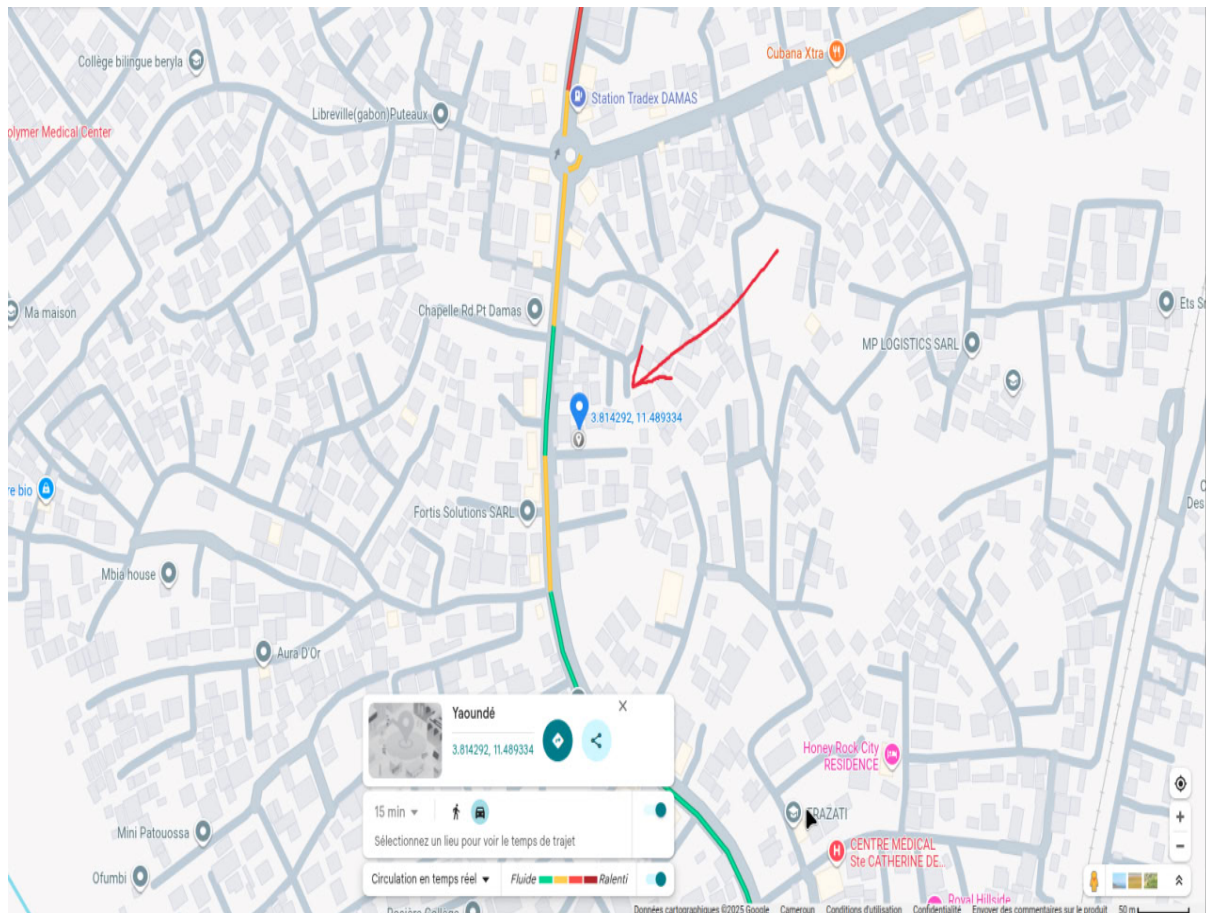 Collège bilingue beryla
Cubana Xtra
Station Tradex DAMAS
Libreville(gabon)Puteaux
olymer Medical Center
Ma maison
Chapelle Rd Pt Damas
Ets S
MP LOGISTICS SARL
3.814292, 11.489334
re bio
C
Des
Fortis Solutions SARL
Mbia house
Aura D'Or
Yaoundé
3.814292, 11.489334
X
Honey Rock City
RESIDENCE
15 min
Sélectionnez un lieu pour voir le temps de trajet
Mini Patouossa
CENTRE MÉDICAL
Ste CATHERINE DE...
H
Ofumbi
Circulation en temps réel
Fluide
Ralenti
Royal Hillside
Données cartographiques ©2025 Google
Cameroun
Conditions d'utilisation
Confidentialité
Envoyer des commentaires sur le produit
50 m